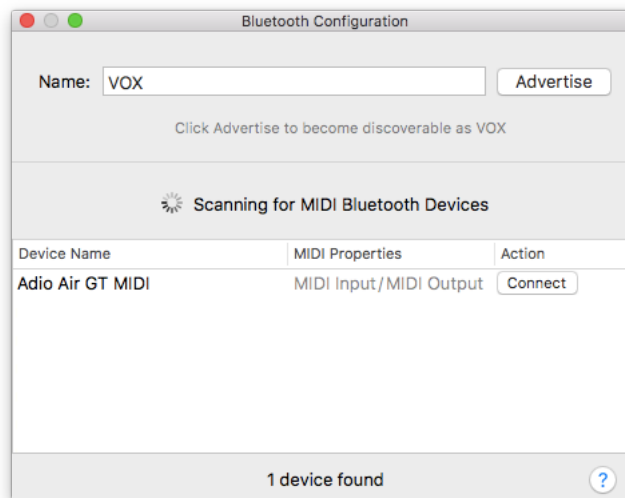 Bluetooth Configuration
Name: VOX Advertise
Click Advertise to become discoverable as VOX
Scanning for MIDI Bluetooth Devices
Device Name MIDI Properties Action
Adio Air GT MIDI MIDI Input/MIDI Output Connect
1 device found ?